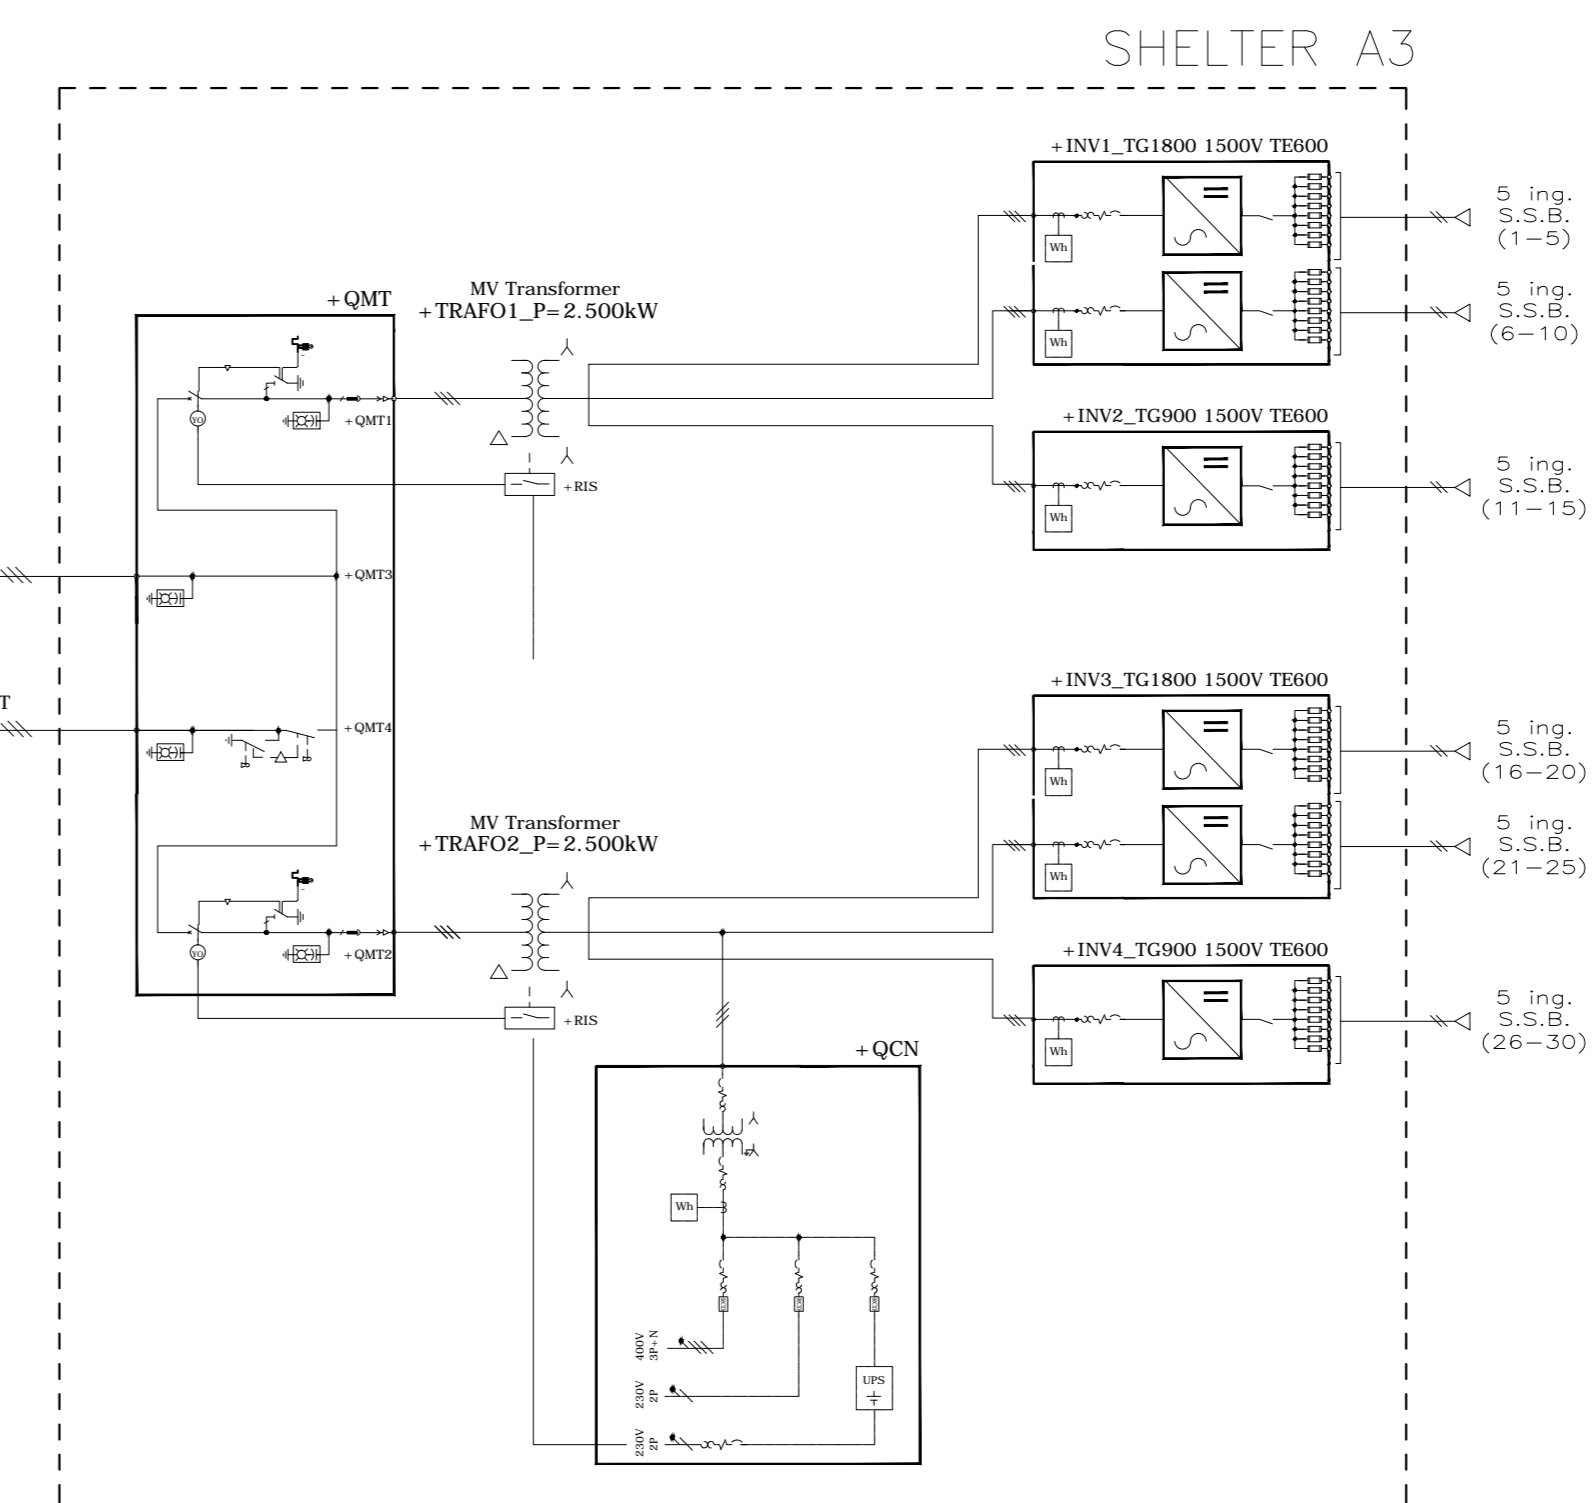 SHELTER A3
+INV1_TG1800 1500V TE600
5 ing.
S.S.B.
(1-5)
Wh
5 ing.
S.S.B.
(6-10)
Wh
MV Transformer
+TRAFO1_P=2.500kW
+QMT
YO
+QMT1
+RIS
+INV2_TG900 1500V TE600
5 ing.
S.S.B.
(11-15)
Wh
+QMT3
T
+QMT4
+INV3_TG1800 1500V TE600
5 ing.
S.S.B.
(16-20)
Wh
5 ing.
S.S.B.
(21-25)
Wh
MV Transformer
+TRAFO2_P=2.500kW
YO
+QMT2
+RIS
+INV4_TG900 1500V TE600
5 ing.
S.S.B.
(26-30)
Wh
+QCN
Wh
400V
3P+N
230V
2P
UPS
230V
2P